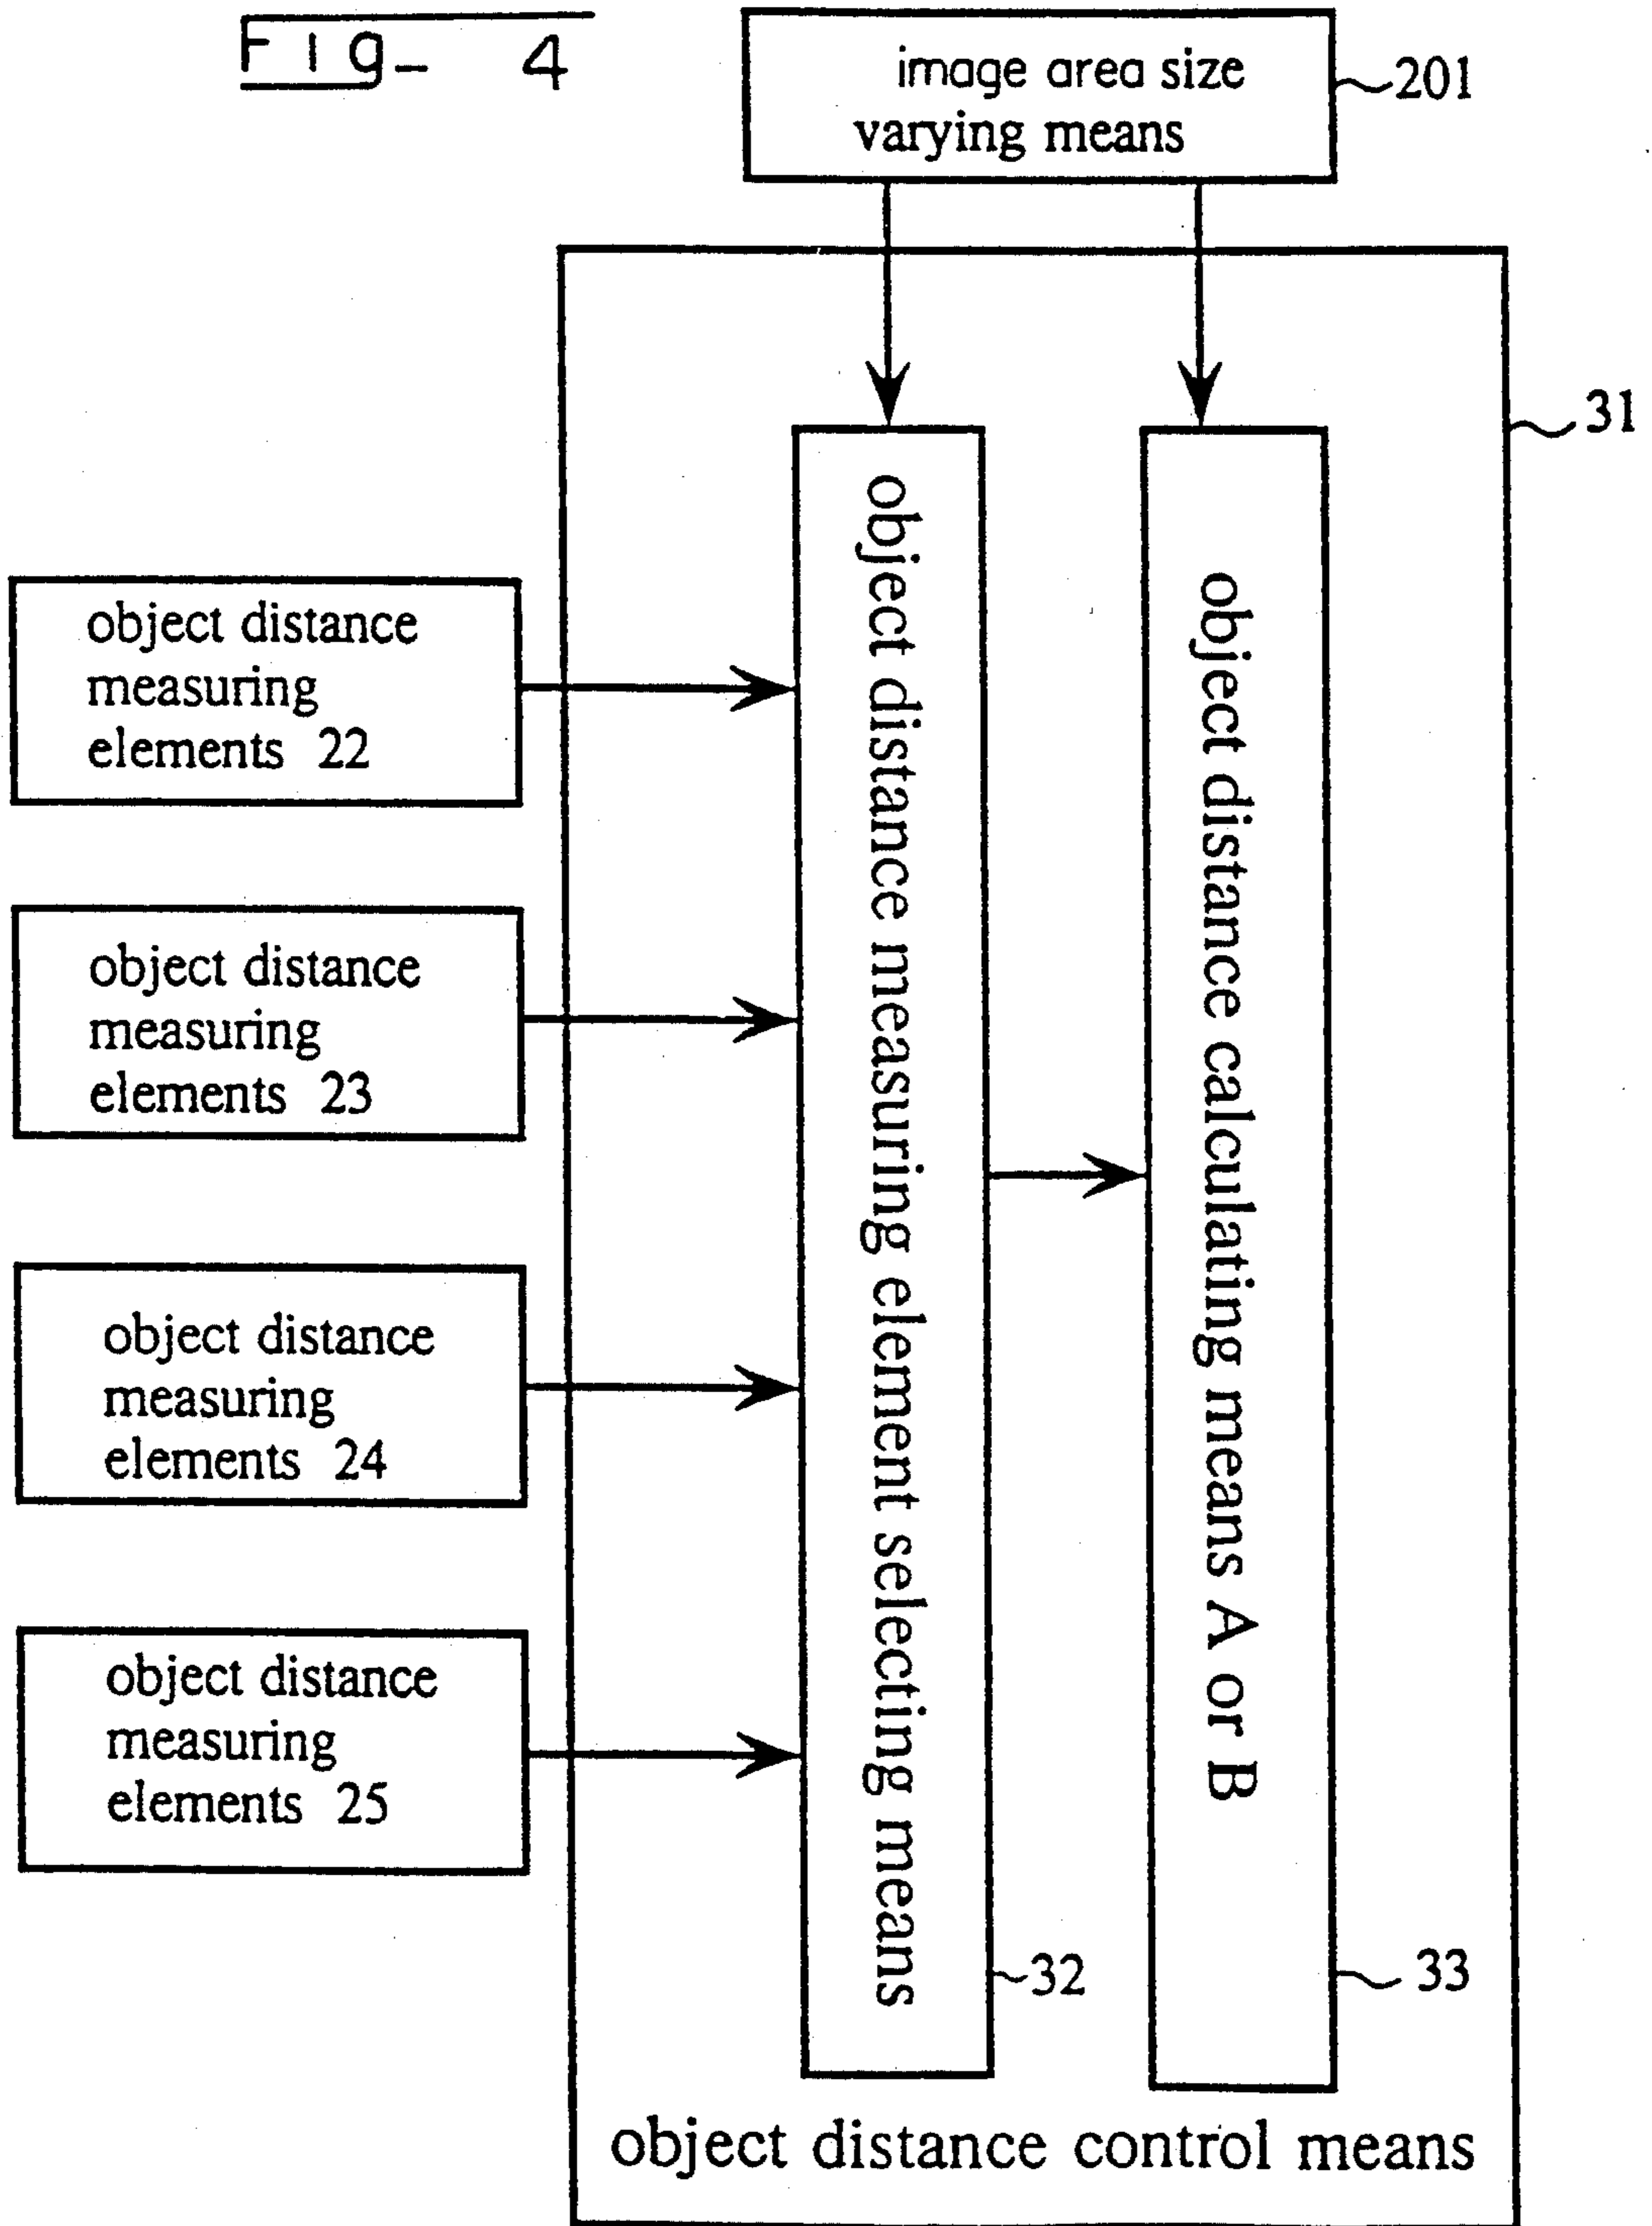 Fig- 4
image area size
varying means
201
31
object distance
measuring
elements 22
object distance
measuring
elements 23
object distance
measuring
elements 24
object distance
measuring
elements 25
object distance measuring element selecting means
32
object distance calculating means A or B
33
object distance control means